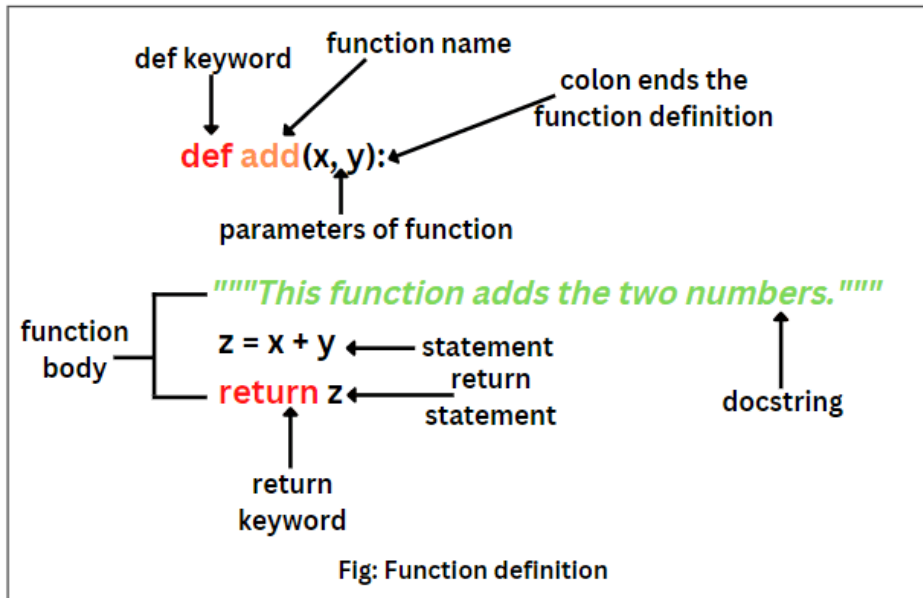 def keyword
function name
colon ends the
function definition
def add(x, y):
parameters of function
"""This function adds the two numbers."""
function
body
z = x + y
statement
return z
return
statement
docstring
return
keyword
Fig: Function definition